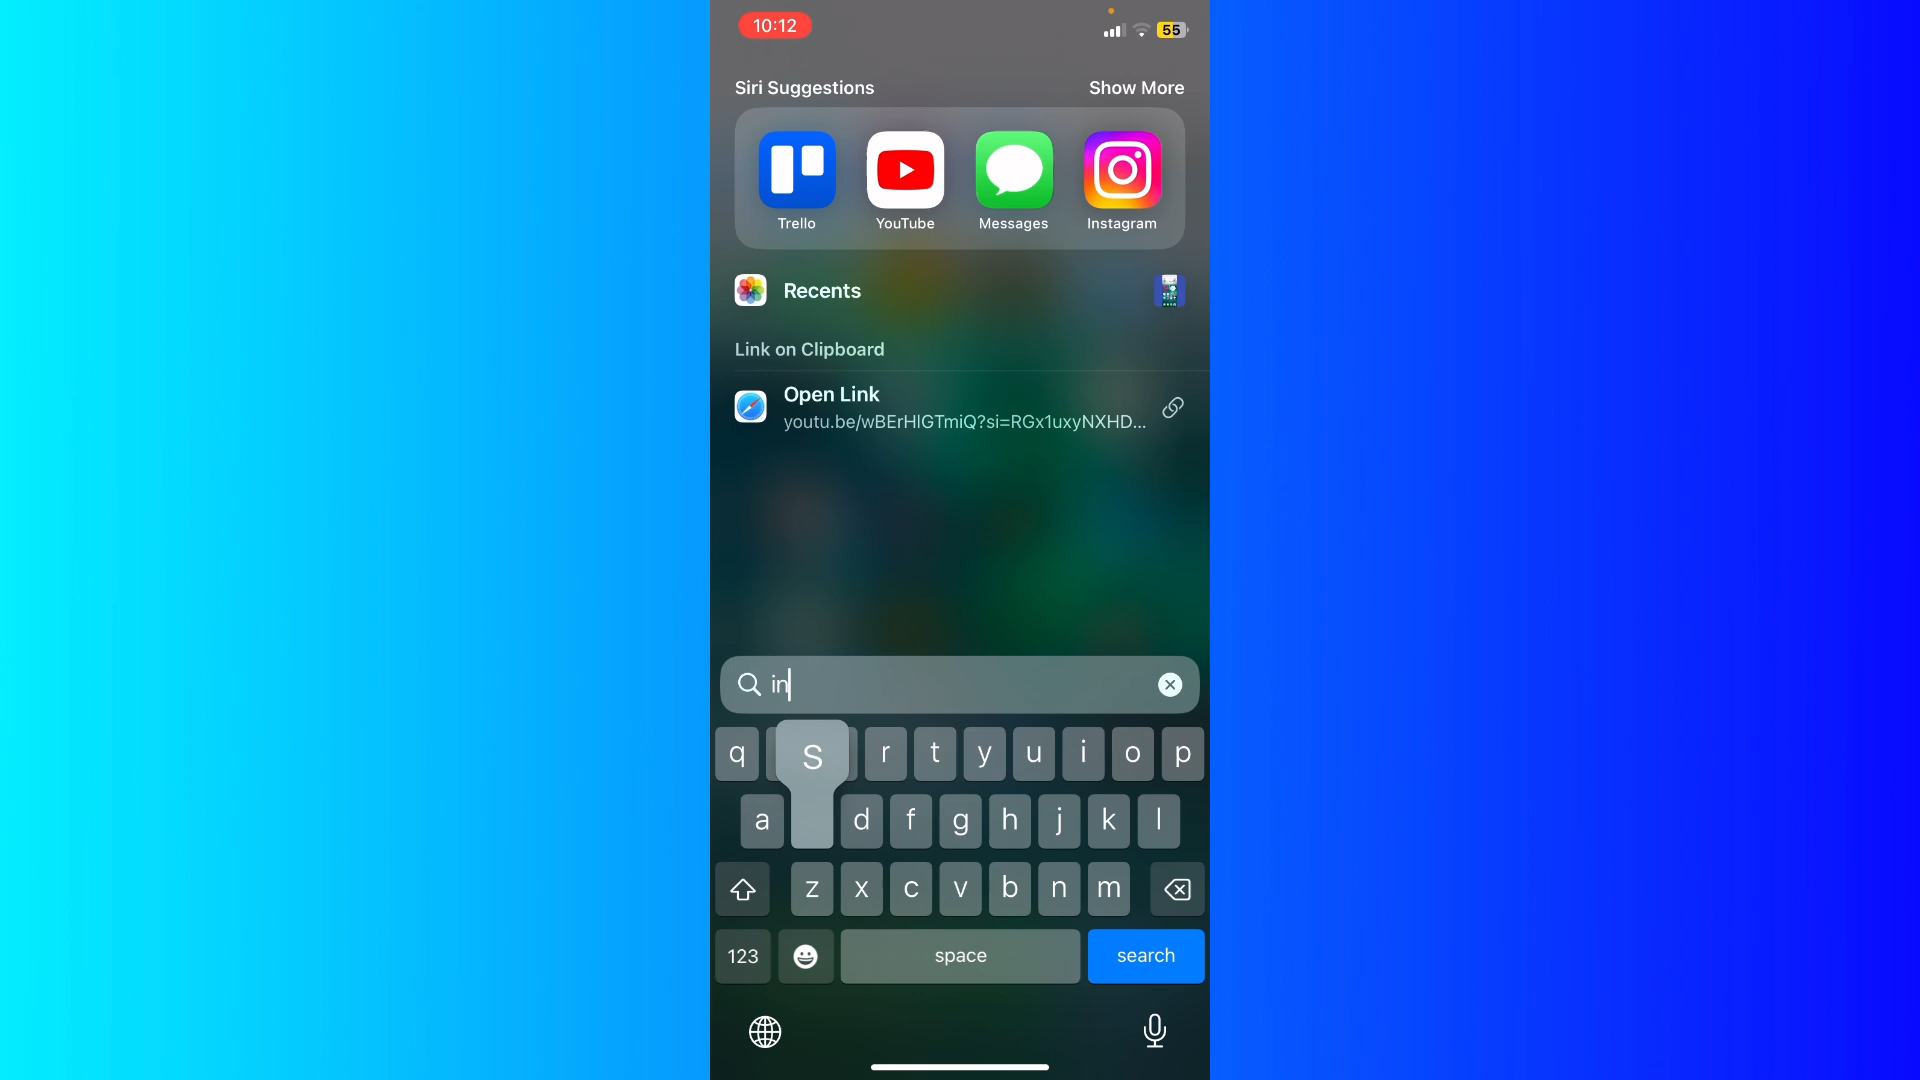 10:12
55
Siri Suggestions
Show More
Trello
YouTube
Messages
Instagram
Recents
Link on Clipboard
Open Link
youtu.be/wBErHlGTmiQ?si=RGx1uxyNXHD...
in
q S r t y u i o p
a d f g h j k l
z x c v b n m
123 space search